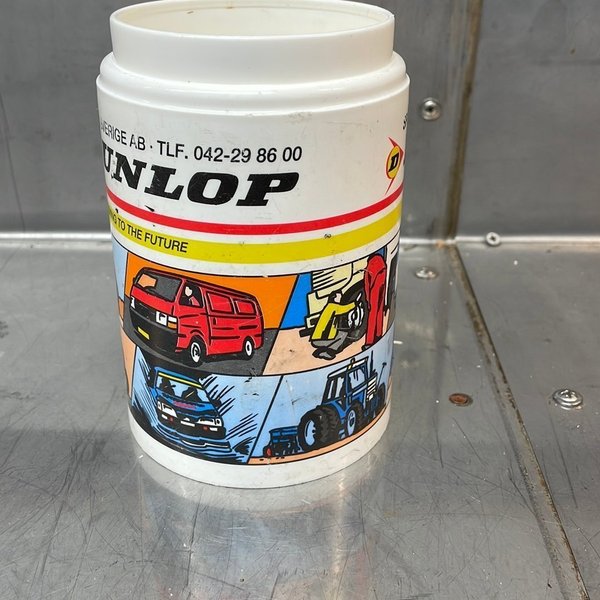 VERIGE AB · TLF. 042-29 86 00
UNLOP
D
TO THE FUTURE